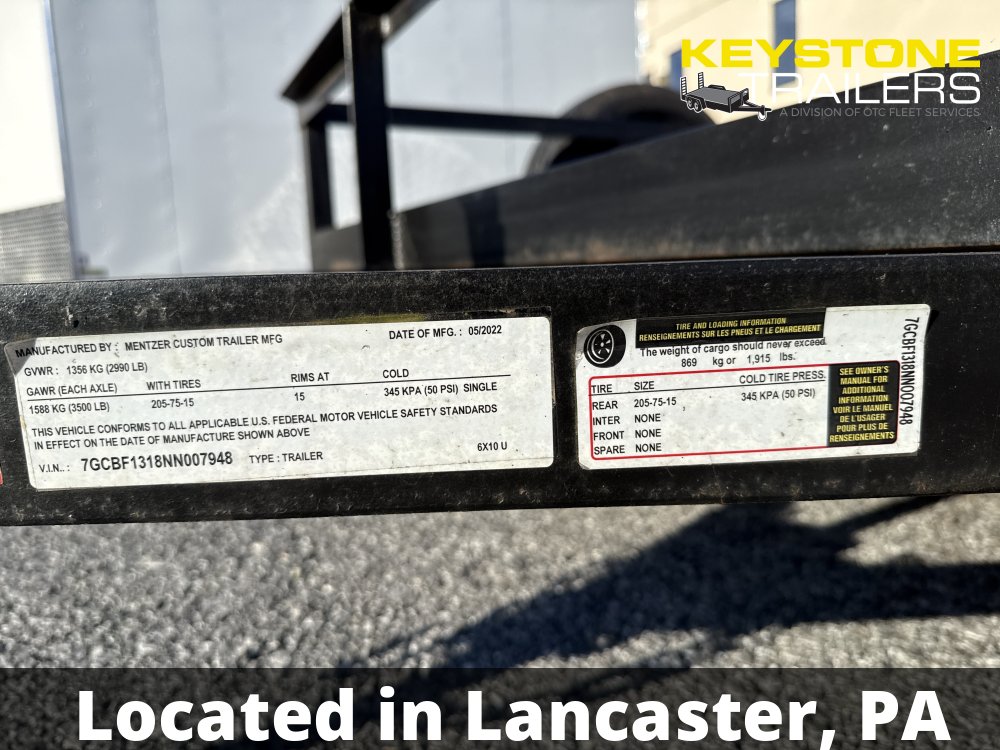 KEYSTONE
TRAILERS
A DIVISION OF OTC FLEET SERVICES
MANUFACTURED BY: MENTZER CUSTOM TRAILER MFG DATE OF MFG.: 05/2022
GVWR: 1356 KG (2990 LB)
GAWR (EACH AXLE) WITH TIRES RIMS AT COLD
1588 KG (3500 LB) 205-75-15 15 345 KPA (50 PSI) SINGLE
THIS VEHICLE CONFORMS TO ALL APPLICABLE U.S. FEDERAL MOTOR VEHICLE SAFETY STANDARDS
IN EFFECT ON THE DATE OF MANUFACTURE SHOWN ABOVE
V.I.N..: 7GCBF1318NN007948 TYPE: TRAILER 6X10 U
TIRE AND LOADING INFORMATION
RENSEIGNEMENTS SUR LES PNEUS ET LE CHARGEMENT
The weight of cargo should never exceed
869 kg or 1,915 lbs.
TIRE SIZE COLD TIRE PRESS.
REAR 205-75-15 345 KPA (50 PSI)
INTER NONE
FRONT NONE
SPARE NONE
SEE OWNER'S
MANUAL FOR
ADDITIONAL
INFORMATION
VOIR LE MANUEL
DE L'USAGER
POUR PLUS DE
RENSEIGNEMENTS
7GCBF1318NN007948
Located in Lancaster, PA